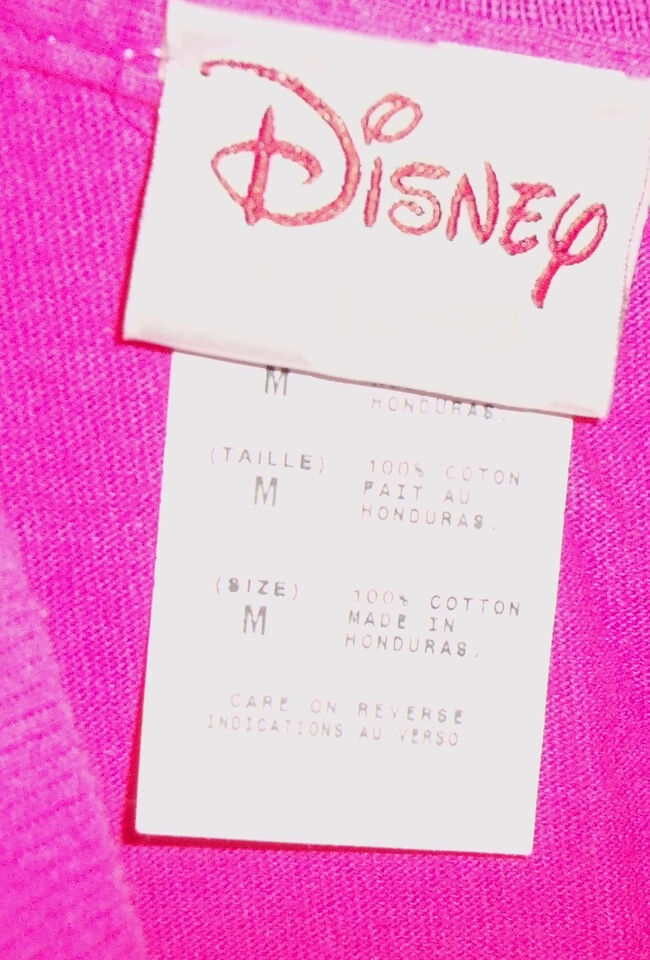 DISNEY
M
HONDURAS.
(TAILLE) 100% COTON
M FAIT AU
HONDURAS.
(SIZE) 100% COTTON
M MADE IN
HONDURAS.
CARE ON REVERSE
INDICATIONS AU VERSO